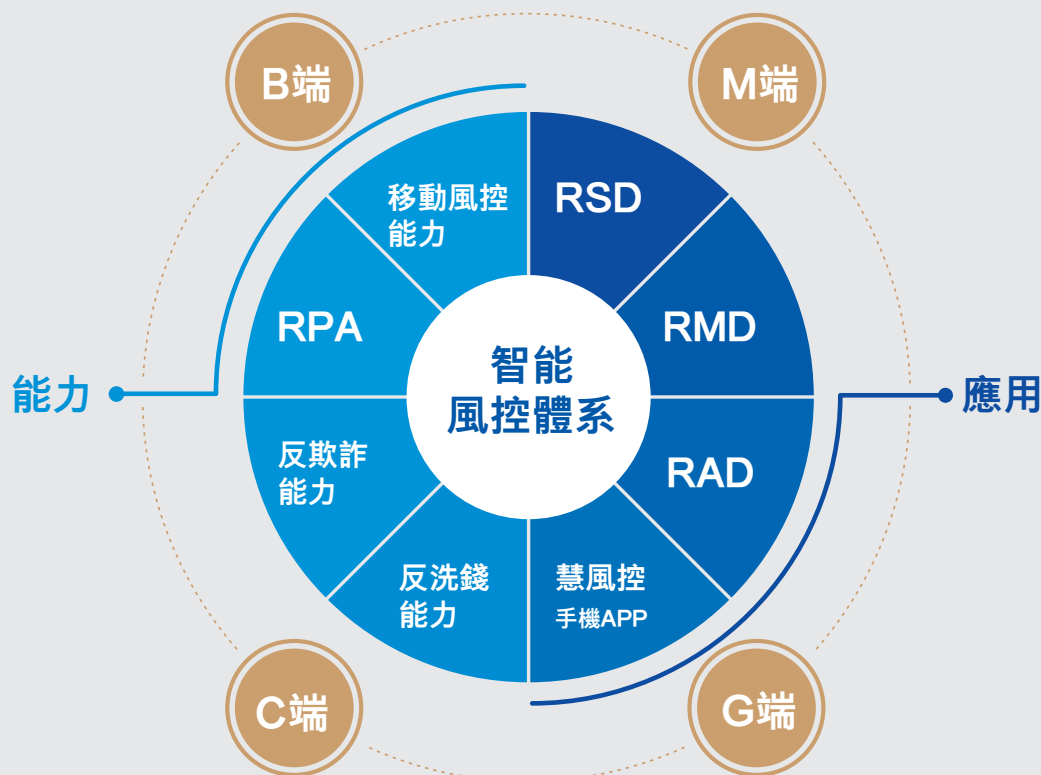 B端
M端
移動風控
能力
RSD
RPA
RMD
智能
風控體系
能力
應用
反欺詐
能力
RAD
反洗錢
能力
慧風控
手機APP
C端
G端